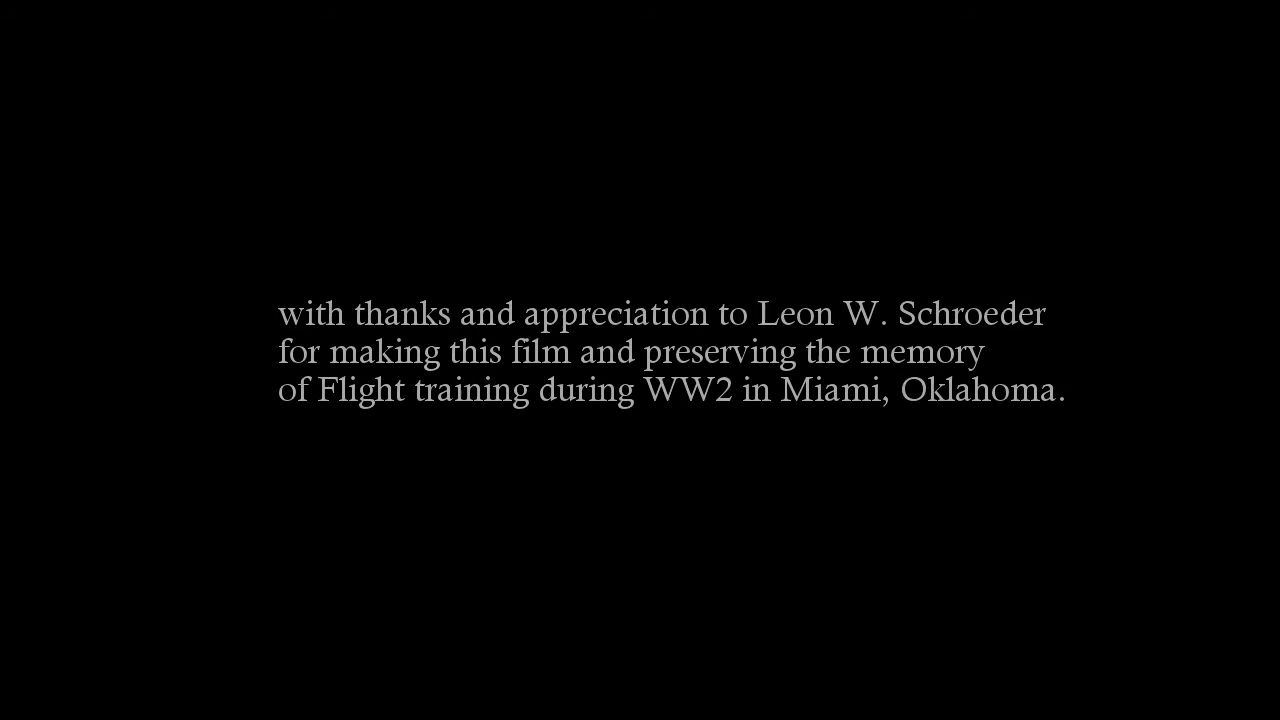 with thanks and appreciation to Leon W. Schroeder
for making this film and preserving the memory
of Flight training during WW2 in Miami, Oklahoma.